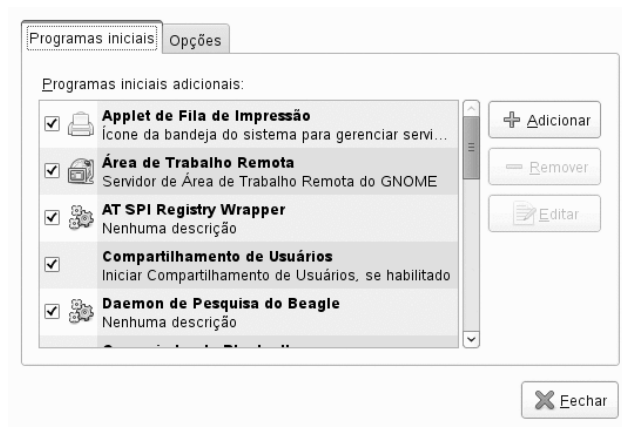 Programas iniciais
Opções
Programas iniciais adicionais:
Applet de Fila de Impressão
Ícone da bandeja do sistema para gerenciar servi...
Área de Trabalho Remota
Servidor de Área de Trabalho Remota do GNOME
AT SPI Registry Wrapper
Nenhuma descrição
Compartilhamento de Usuários
Iniciar Compartilhamento de Usuários, se habilitado
Daemon de Pesquisa do Beagle
Nenhuma descrição
Adicionar
Remover
Editar
Fechar